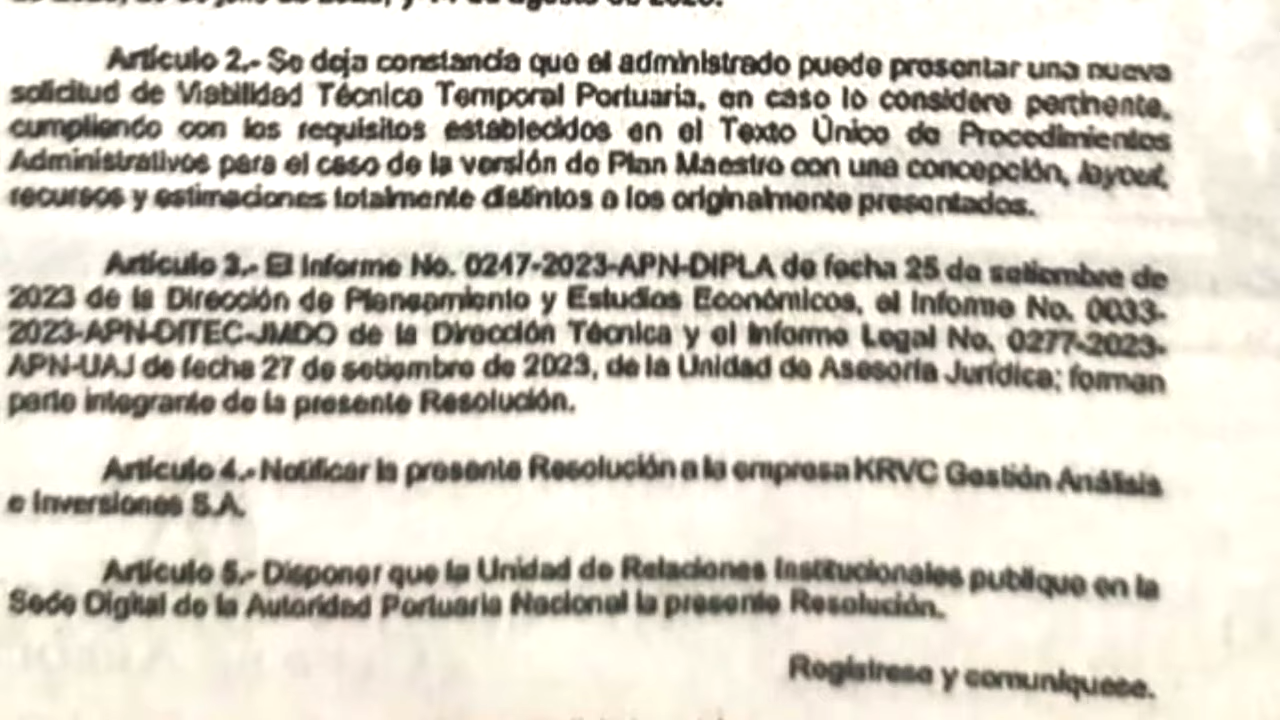 Artículo 2.- Se deja constancia que el administrado puede presentar una nueva
solicitud de Viabilidad Técnica Temporal Portuaria, en caso lo considere pertinente,
cumpliendo con los requisitos establecidos en el Texto Único de Procedimientos
Administrativos para el caso de la versión de Plan Maestro con una concepción, layout,
recursos y estimaciones totalmente distintos a los originalmente presentados.
Artículo 3.- El Informe No. 0247-2023-APN-DIPLA de fecha 25 de setiembre de
2023 de la Dirección de Planeamiento y Estudios Económicos, el Informe No. 0033-
2023-APN-DITEC-JMDO de la Dirección Técnica y el Informe Legal No. 0277-2023-
APN-UAJ de fecha 27 de setiembre de 2023, de la Unidad de Asesoría Jurídica; forman
parte integrante de la presente Resolución.
Artículo 4.- Notificar la presente Resolución a la empresa KRVC Gestión Análisis
e Inversiones S.A.
Artículo 5.- Disponer que la Unidad de Relaciones Institucionales publique en la
Sede Digital de la Autoridad Portuaria Nacional la presente Resolución.
Regístrese y comuníquese.